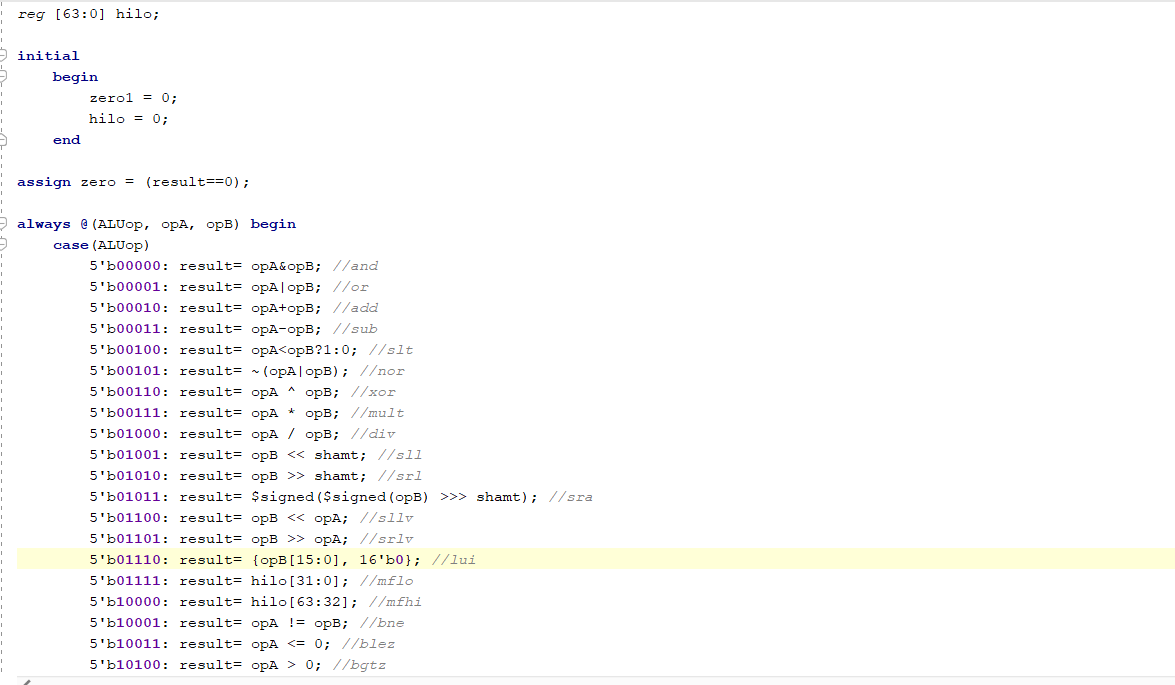 reg [63:0] hilo;
initial
begin
zero1 = 0;
hilo = 0;
end
assign zero = (result==0);
always @(ALUop, opA, opB) begin
case(ALUop)
5'b00000: result= opA&opB; //and
5'b00001: result= opA|opB; //or
5'b00010: result= opA+opB; //add
5'b00011: result= opA-opB; //sub
5'b00100: result= opA<opB?1:0; //slt
5'b00101: result= ~(opA|opB); //nor
5'b00110: result= opA ^ opB; //xor
5'b00111: result= opA * opB; //mult
5'b01000: result= opA / opB; //div
5'b01001: result= opB << shamt; //sll
5'b01010: result= opB >> shamt; //srl
5'b01011: result= $signed($signed(opB) >>> shamt); //sra
5'b01100: result= opB << opA; //sllv
5'b01101: result= opB >> opA; //srlv
5'b01110: result= {opB[15:0], 16'b0}; //lui
5'b01111: result= hilo[31:0]; //mflo
5'b10000: result= hilo[63:32]; //mfhi
5'b10001: result= opA != opB; //bne
5'b10011: result= opA <= 0; //blez
5'b10100: result= opA > 0; //bgtz